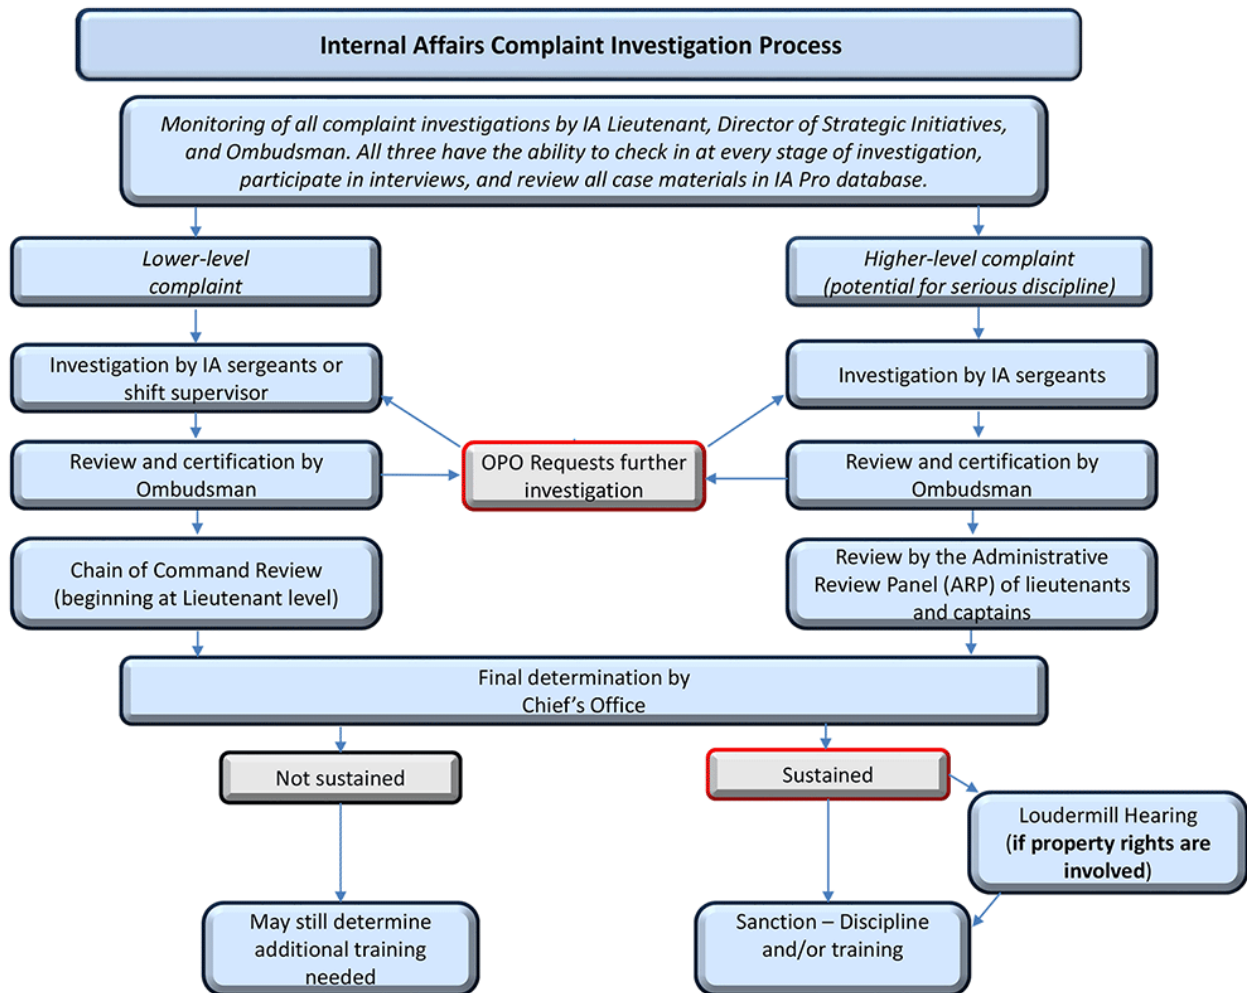 Internal Affairs Complaint Investigation Process
Monitoring of all complaint investigations by IA Lieutenant, Director of Strategic Initiatives,
and Ombudsman. All three have the ability to check in at every stage of investigation,
participate in interviews, and review all case materials in IA Pro database.
Lower-level
complaint
Higher-level complaint
(potential for serious discipline)
Investigation by IA sergeants or
shift supervisor
Investigation by IA sergeants
Review and certification by
Ombudsman
OPO Requests further
investigation
Review and certification by
Ombudsman
Chain of Command Review
(beginning at Lieutenant level)
Review by the Administrative
Review Panel (ARP) of lieutenants
and captains
Final determination by
Chief's Office
Not sustained
Sustained
Loudermill Hearing
(if property rights are
involved)
May still determine
additional training
needed
Sanction – Discipline
and/or training